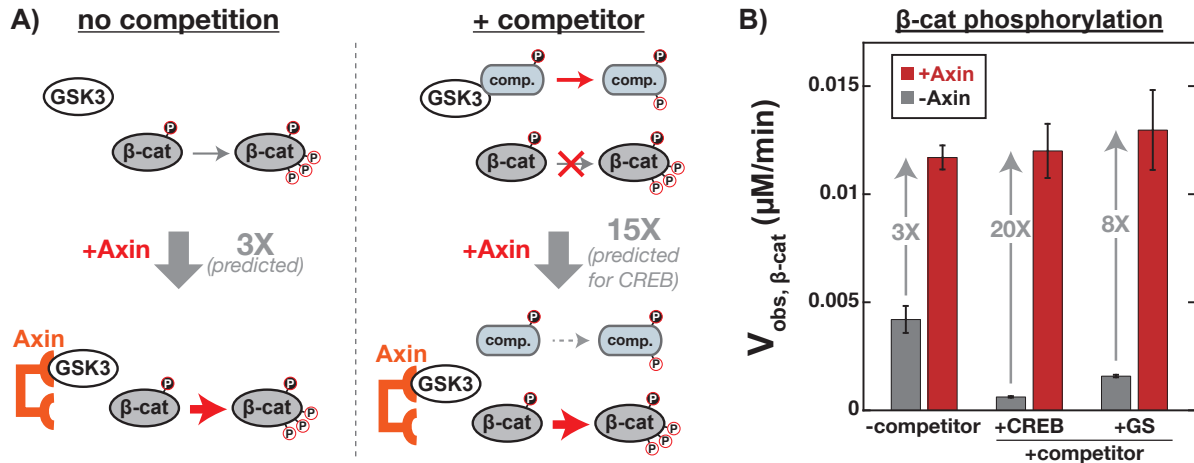 A)
no competition
GSK3
P
β-cat
P
β-cat
P
P
P
+Axin
3X
(predicted)
Axin
GSK3
P
β-cat
P
β-cat
P
P
P
+ competitor
P
comp.
GSK3
P
comp.
P
P
β-cat
P
β-cat
P
P
P
+Axin
15X
(predicted
for CREB)
P
comp.
P
comp.
P
Axin
GSK3
P
β-cat
P
β-cat
P
P
P
B)
β-cat phosphorylation
Vobs, β-cat (µM/min)
0.015
0.01
0.005
0
+Axin
-Axin
3X
20X
8X
-competitor
+CREB
+GS
+competitor